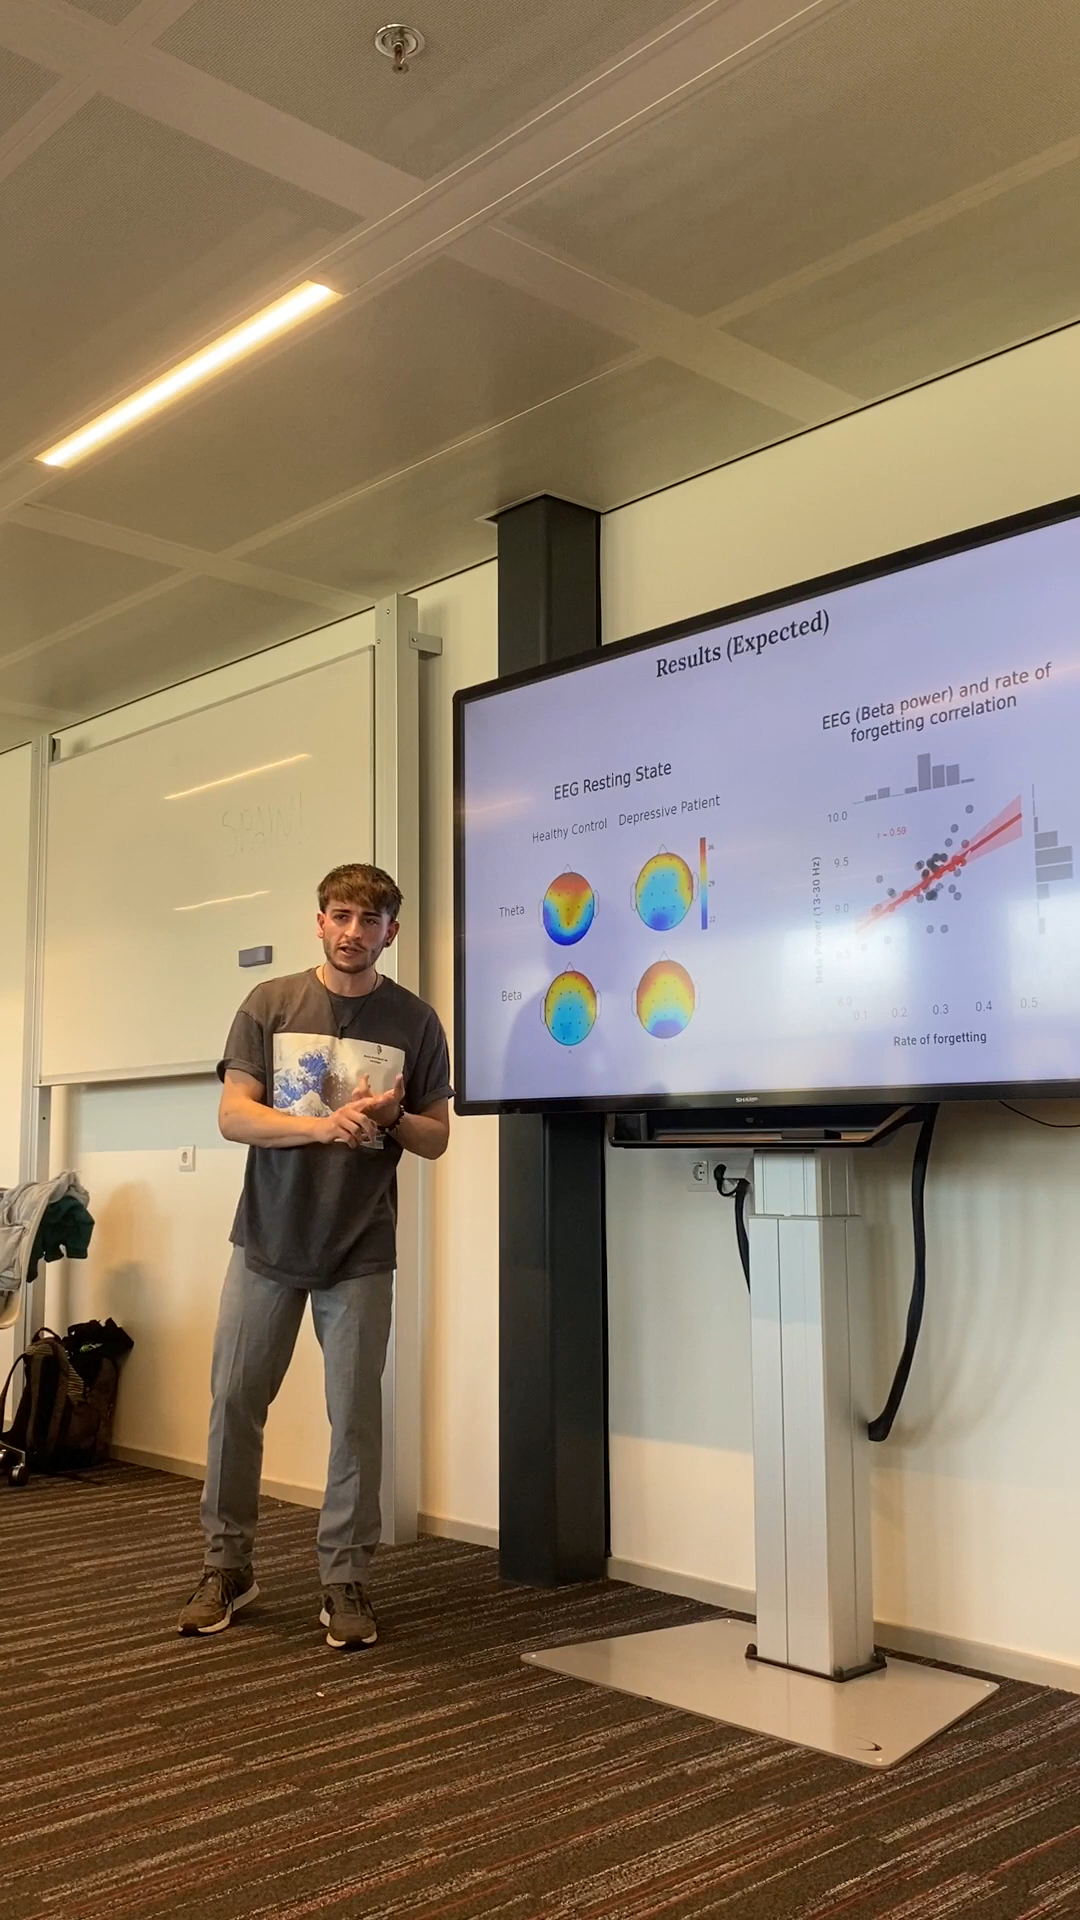 Results (Expected)
EEG Resting State
Healthy Control
Depressive Patient
Theta
Beta
EEG (Beta power) and rate of
forgetting correlation
r = 0.59
10.0
9.5
9.0
Beta Power (13-30 Hz)
0.1
0.2
0.3
0.4
0.5
Rate of forgetting
SHARP
SPAIN!